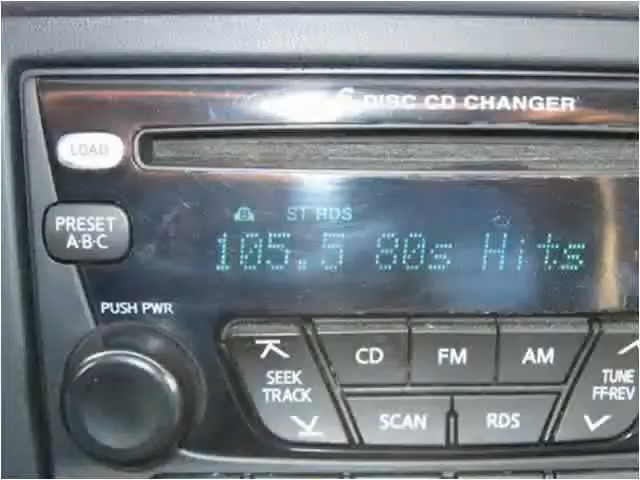 6 DISC CD CHANGER
LOAD
PRESET
A·B·C
B ST RDS
105.5 80s Hits
PUSH PWR
SEEK
TRACK
CD
FM
AM
TUNE
FF·REV
SCAN
RDS